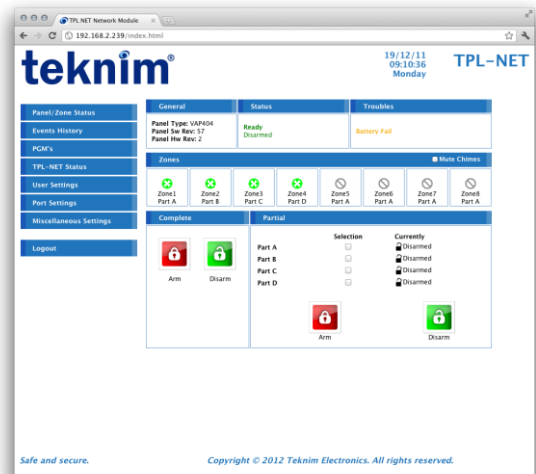 TPL NET Network Module
192.168.2.239/index.html
teknim®
19/12/11
09:10:36
Monday
TPL-NET
Panel/Zone Status
Events History
PGM's
TPL-NET Status
User Settings
Port Settings
Miscellaneous Settings
Logout
General
Status
Troubles
Panel Type: VAP404
Panel Sw Rev: 57
Panel Hw Rev: 2
Ready
Disarmed
Battery Fail
Zones
Mute Chimes
Zone1 Zone2 Zone3 Zone4 Zone5 Zone6 Zone7 Zone8
Part A Part B Part C Part D Part A Part A Part A Part A
Complete
Partial
Arm Disarm
Selection Currently
Part A Disarmed
Part B Disarmed
Part C Disarmed
Part D Disarmed
Arm Disarm
Safe and secure.
Copyright © 2012 Teknim Electronics. All rights reserved.